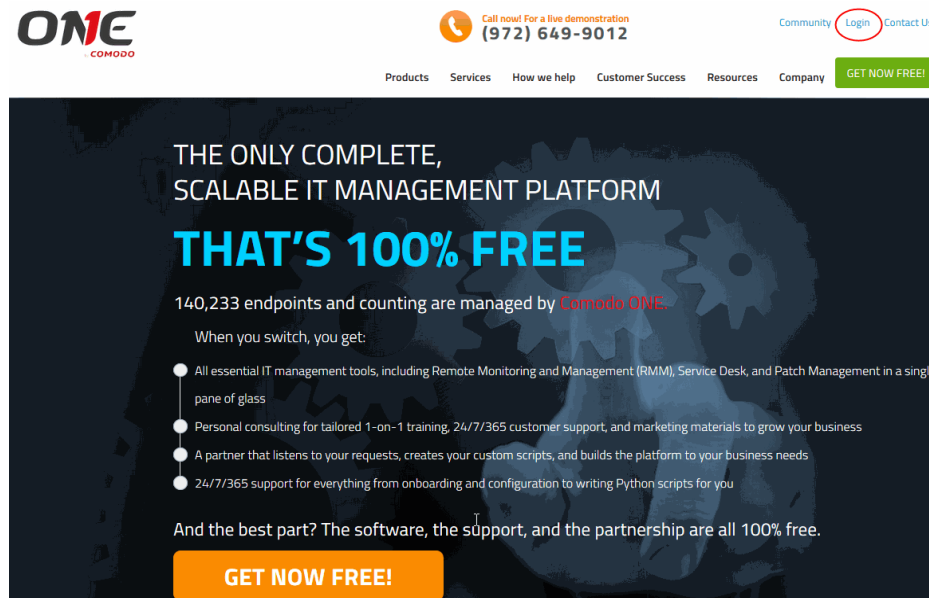 ONE
COMODO
Call now! For a live demonstration
(972) 649-9012
Community Login Contact Us
Products Services How we help Customer Success Resources Company GET NOW FREE!
THE ONLY COMPLETE,
SCALABLE IT MANAGEMENT PLATFORM
THAT'S 100% FREE
140,233 endpoints and counting are managed by Comodo ONE.
When you switch, you get:
All essential IT management tools, including Remote Monitoring and Management (RMM), Service Desk, and Patch Management in a singl
pane of glass
Personal consulting for tailored 1-on-1 training, 24/7/365 customer support, and marketing materials to grow your business
A partner that listens to your requests, creates your custom scripts, and builds the platform to your business needs
24/7/365 support for everything from onboarding and configuration to writing Python scripts for you
And the best part? The software, the support, and the partnership are all 100% free.
GET NOW FREE!